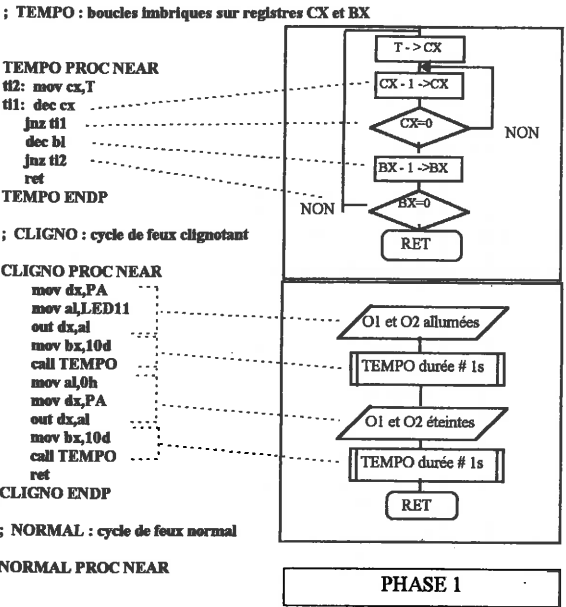 ; TEMPO : boucles imbriques sur registres CX et BX
TEMPO PROC NEAR
tl2: mov cx,T
tl1: dec cx
jnz tl1
dec bl
jnz tl2
ret
TEMPO ENDP
T - > CX
CX - 1 ->CX
CX=0
NON
BX - 1 ->BX
NON
BX=0
RET
; CLIGNO : cycle de feux clignotant
CLIGNO PROC NEAR
mov dx,PA
mov al,LED11
out dx,al
mov bx,10d
call TEMPO
mov al,0h
mov dx,PA
out dx,al
mov bx,10d
call TEMPO
ret
CLIGNO ENDP
O1 et O2 allumées
TEMPO durée # 1s
O1 et O2 éteintes
TEMPO durée # 1s
RET
; NORMAL : cycle de feux normal
NORMAL PROC NEAR
PHASE 1